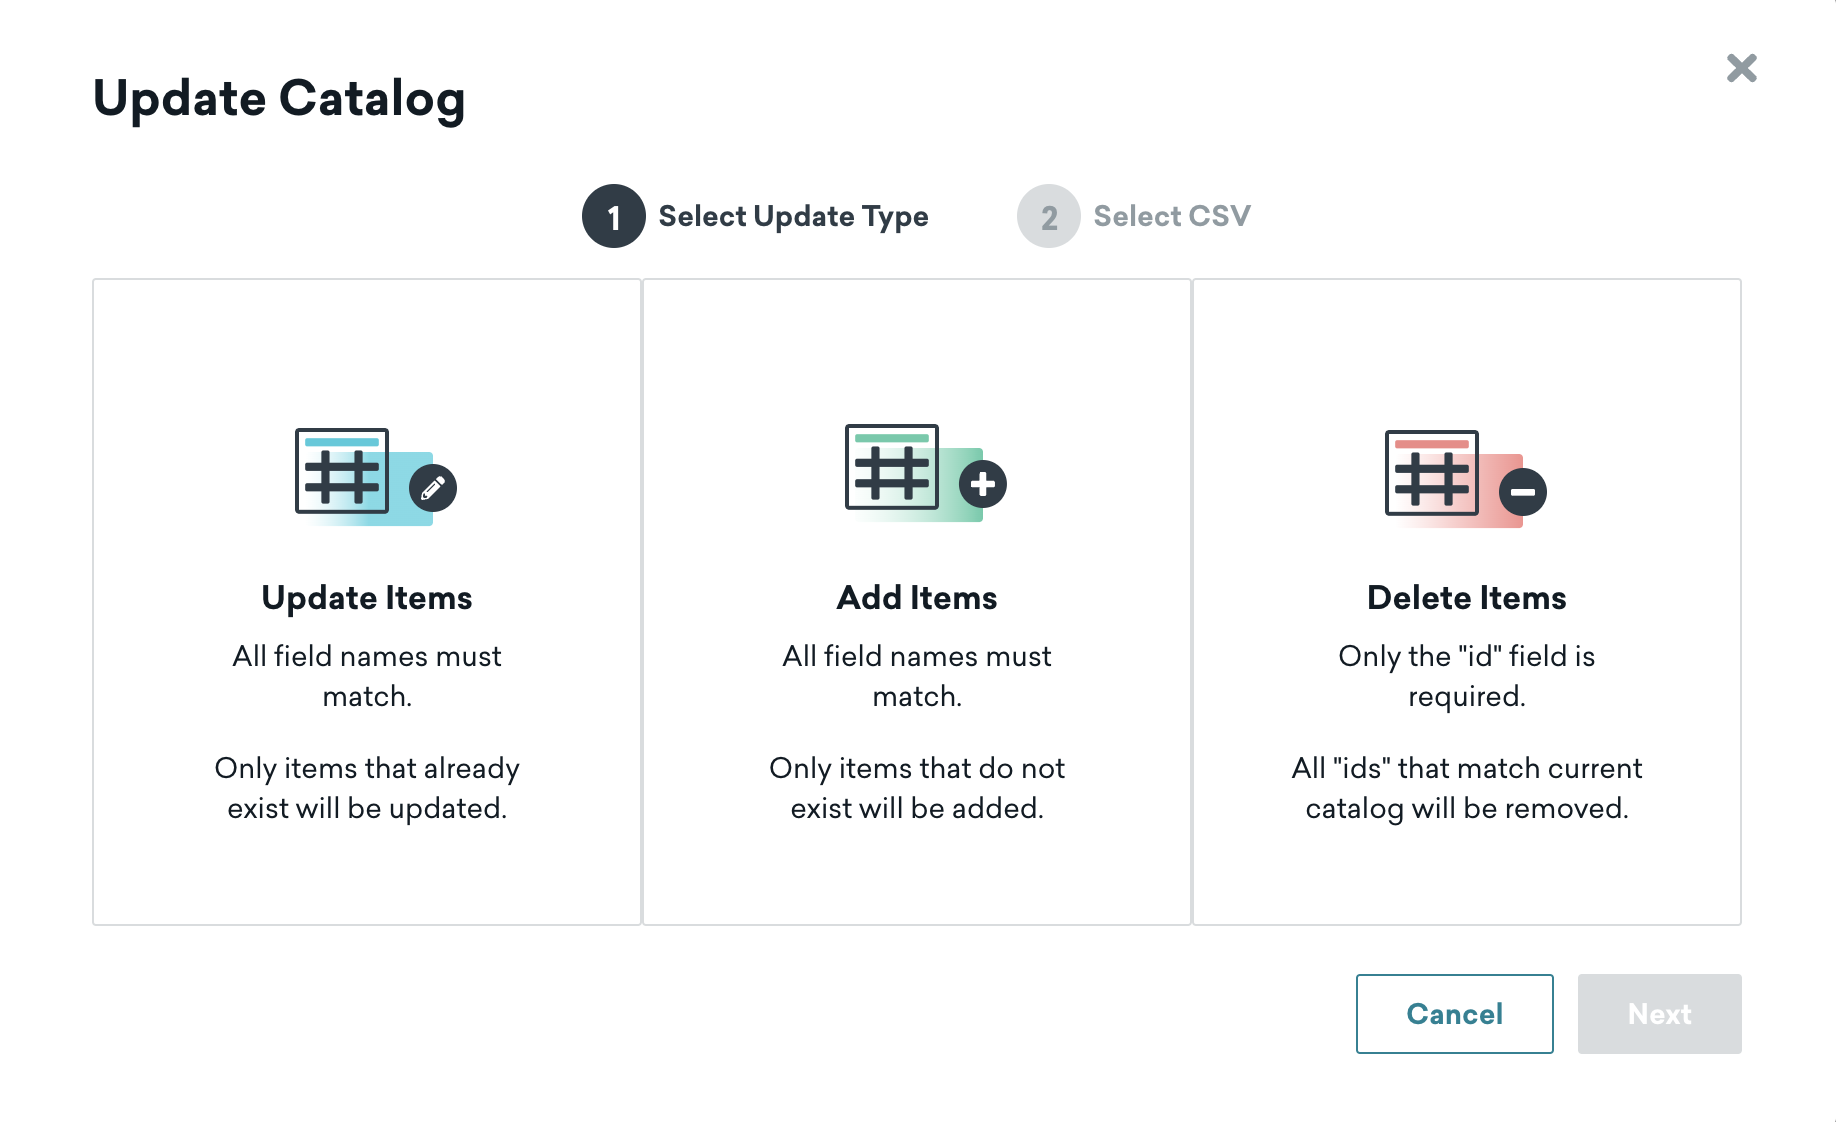 Update Catalog
1 Select Update Type
2 Select CSV
Update Items
All field names must
match.
Only items that already
exist will be updated.
Add Items
All field names must
match.
Only items that do not
exist will be added.
Delete Items
Only the "id" field is
required.
All "ids" that match current
catalog will be removed.
Cancel
Next